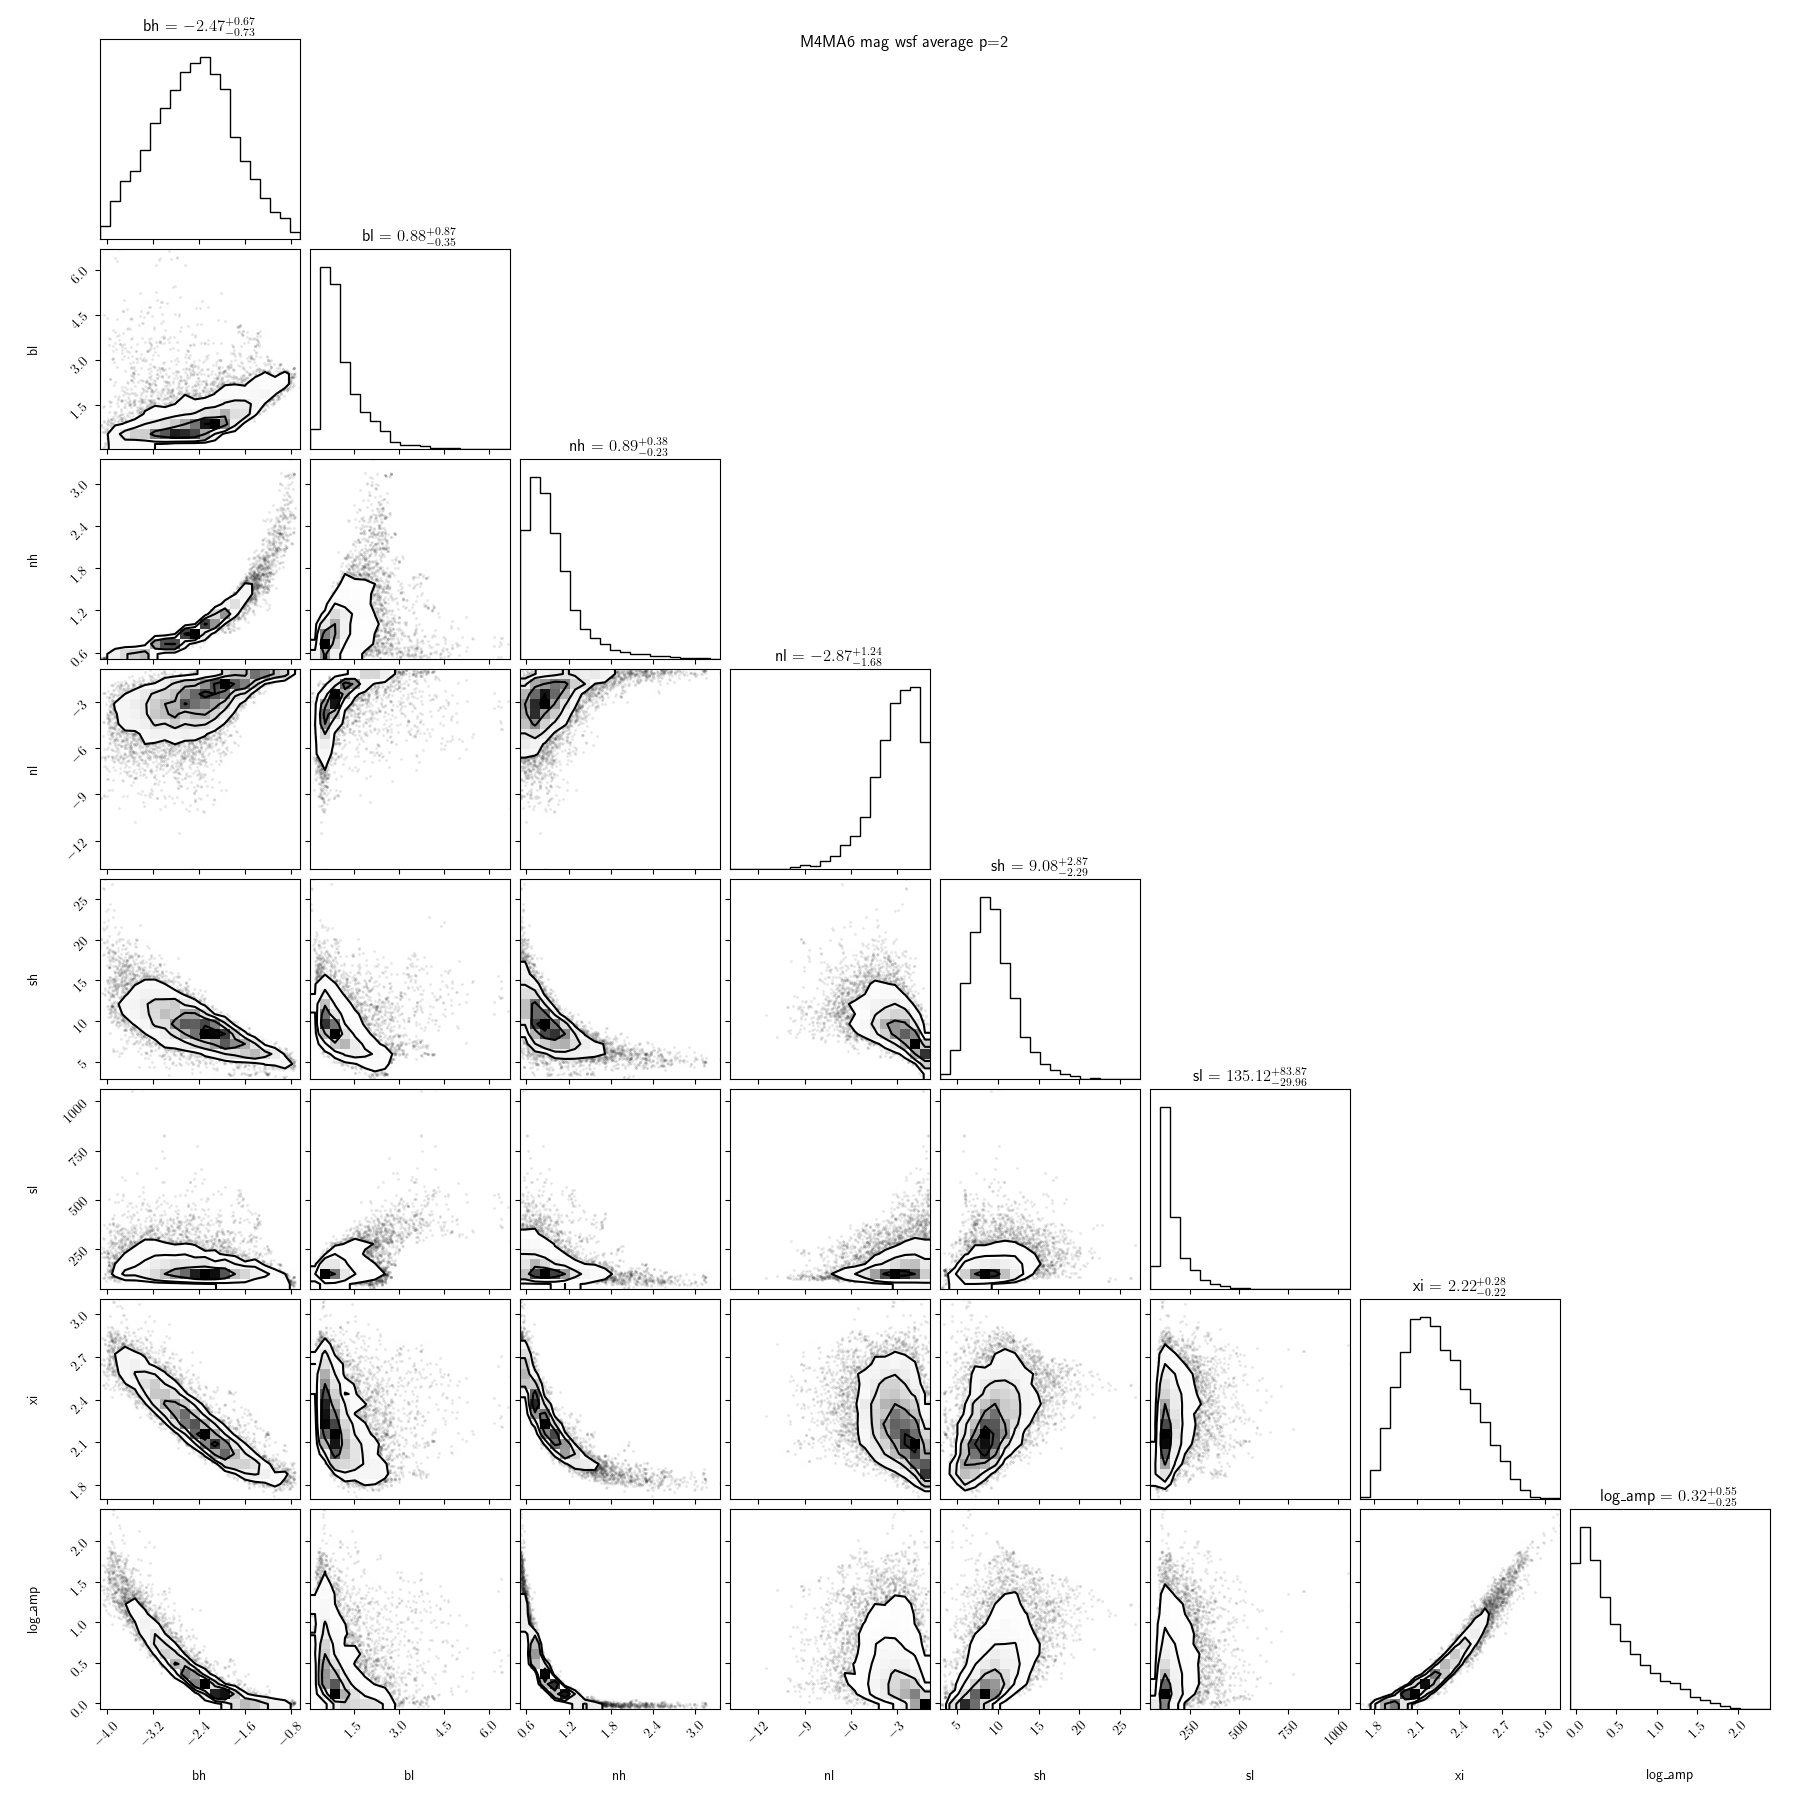 M4MA6 mag wsf average p=2
bh = −2.47 +0.67 −0.73
bl = 0.88 +0.87 −0.35
6.0
4.5
3.0
1.5
bl
nh = 0.89 +0.38 −0.23
3.0
2.4
1.8
1.2
0.6
nh
nl = −2.87 +1.24 −1.68
−3
−6
−9
−12
nl
sh = 9.08 +2.87 −2.29
25
20
15
10
5
sh
sl = 135.12 +83.87 −29.96
1000
750
500
250
sl
xi = 2.22 +0.28 −0.22
3.0
2.7
2.4
2.1
1.8
xi
log_amp = 0.32 +0.55 −0.25
2.0
1.5
1.0
0.5
0.0
log_amp
−4.0 −3.2 −2.4 −1.6 −0.8 1.5 3.0 4.5 6.0 0.6 1.2 1.8 2.4 3.0 −12 −9 −6 −3 5 10 15 20 25 250 500 750 1000 1.8 2.1 2.4 2.7 3.0 0.0 0.5 1.0 1.5 2.0
bh bl nh nl sh sl xi log_amp